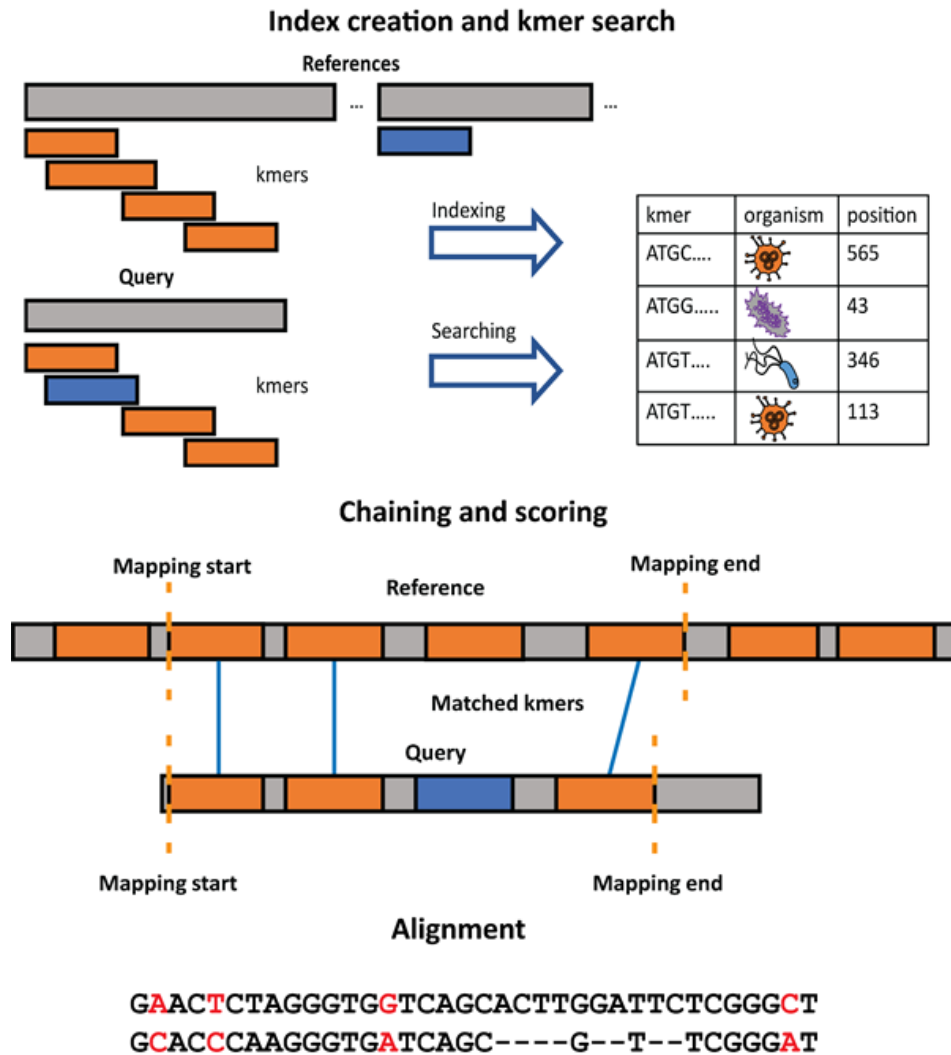 Index creation and kmer search
References
... ...
kmers
Query
kmers
Indexing
Searching
kmer organism position
ATGC.... 565
ATGG..... 43
ATGT.... 346
ATGT..... 113
Chaining and scoring
Mapping start Mapping end
Reference
Matched kmers
Query
Mapping start Mapping end
Alignment
GAACTCTAGGGTGGTCAGCACTTGGATTCTCGGGCT
GCACCCAAGGGTGATCAGC----G--T--TCGGGAT